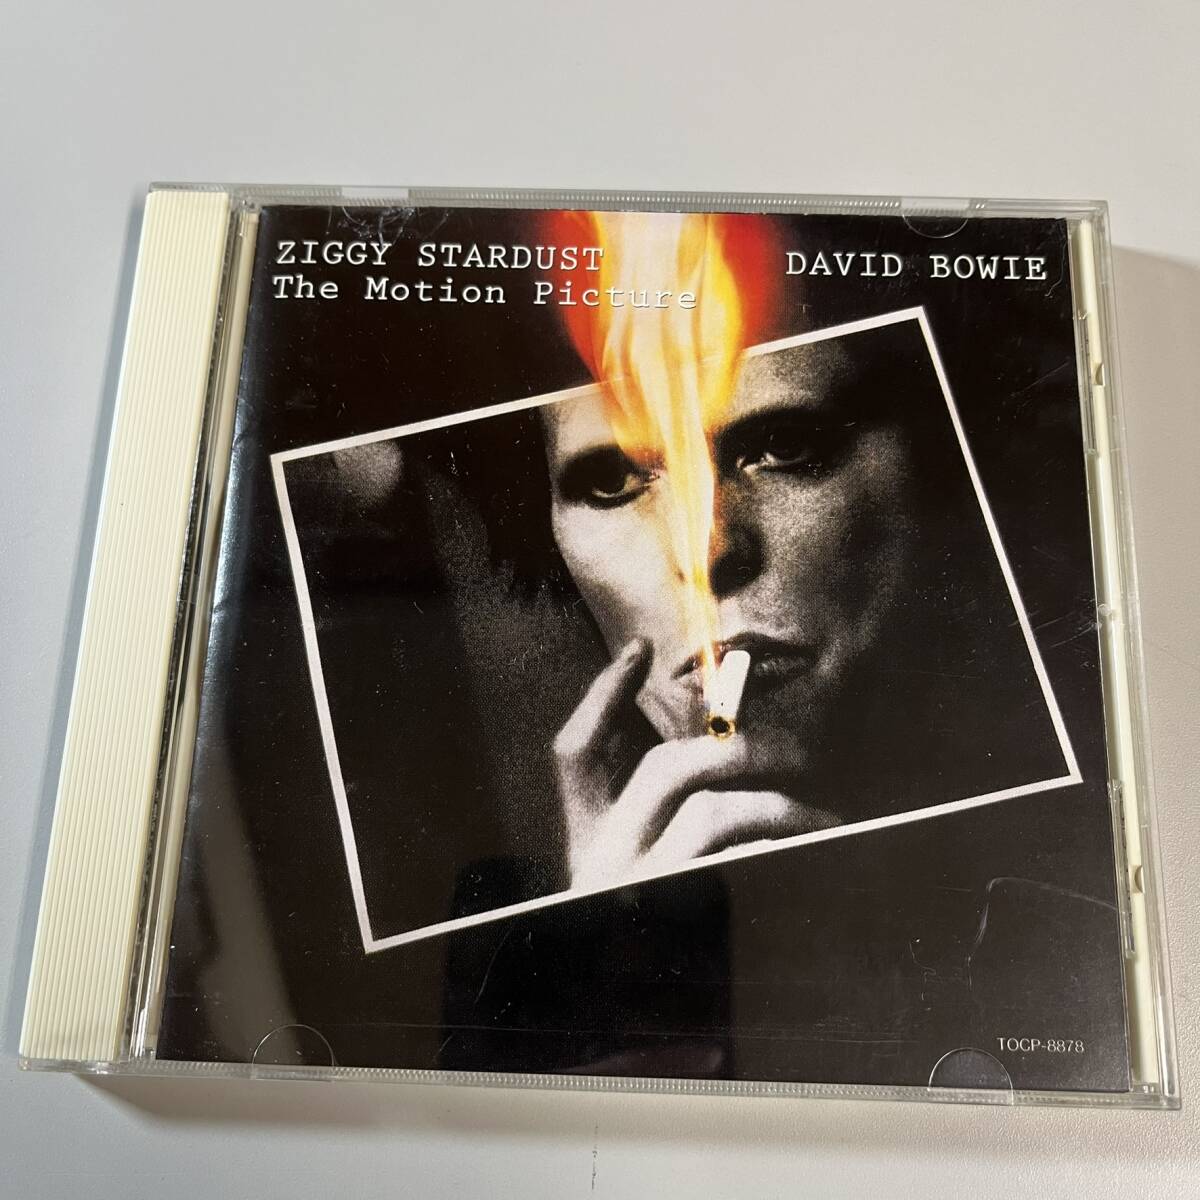 ZIGGY STARDUST
The Motion Picture
DAVID BOWIE
TOCP-8878